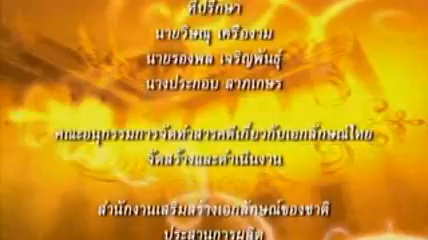 ที่ปรึกษา
นายวิษณุ เครืองาม
นายรองพล เจริญพันธุ์
นางประกอบ ลาภเกษร
คณะอนุกรรมการจัดทำสารคดีเกี่ยวกับเอกลักษณ์ไทย
จัดสร้างและดำเนินงาน
สำนักงานเสริมสร้างเอกลักษณ์ของชาติ
ประสานการผลิต